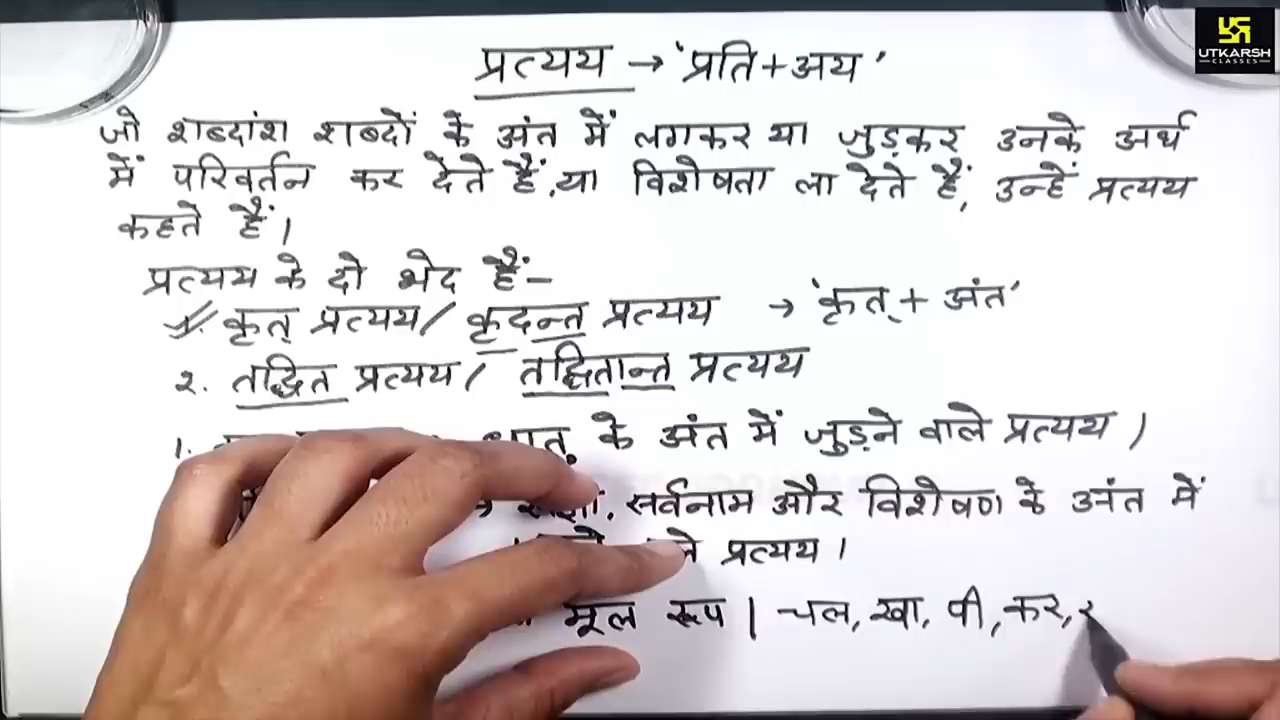 प्रत्यय → 'प्रति+अय'
UTKARSH
CLASSES
जो शब्दांश शब्दों के अंत में लगकर या जुड़कर उनके अर्थ
में परिवर्तन कर देते हैं, या विशेषता ला देते हैं, उन्हें प्रत्यय
कहते हैं।
प्रत्यय के दो भेद हैं-
1. कृत् प्रत्यय/ कृदन्त प्रत्यय → 'कृत् + अंत'
२. तद्धित प्रत्यय/ तद्धितान्त प्रत्यय
1. के अंत में जुड़ने वाले प्रत्यय।
सर्वनाम और विशेषण के अंत में
प्रत्यय।
मूल रूप | चल, खा, पी, कर,